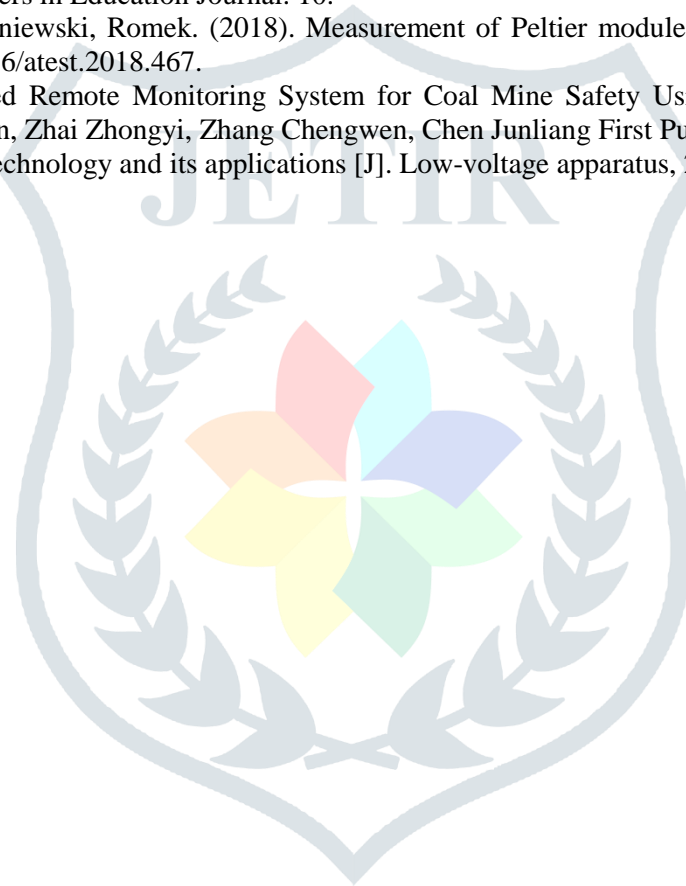 ers in Education Journal. 10.
niewski, Romek. (2018). Measurement of Peltier module
6/atest.2018.467.
ed Remote Monitoring System for Coal Mine Safety Usi
n, Zhai Zhongyi, Zhang Chengwen, Chen Junliang First Pu
echnology and its applications [J]. Low-voltage apparatus,
JETIR